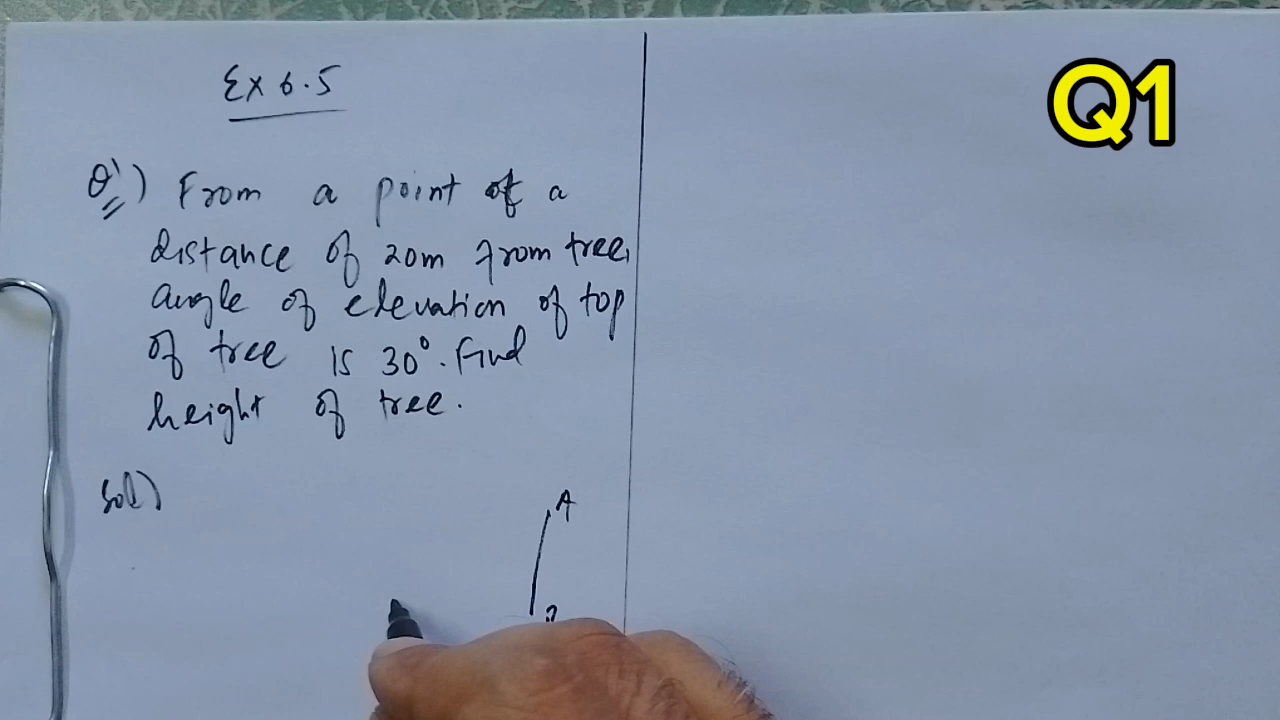 Ex 6.5
Q1
Q1) From a point of a
distance of 20m from tree,
angle of elevation of top
of tree is 30°. Find
height of tree.
Sol)
A